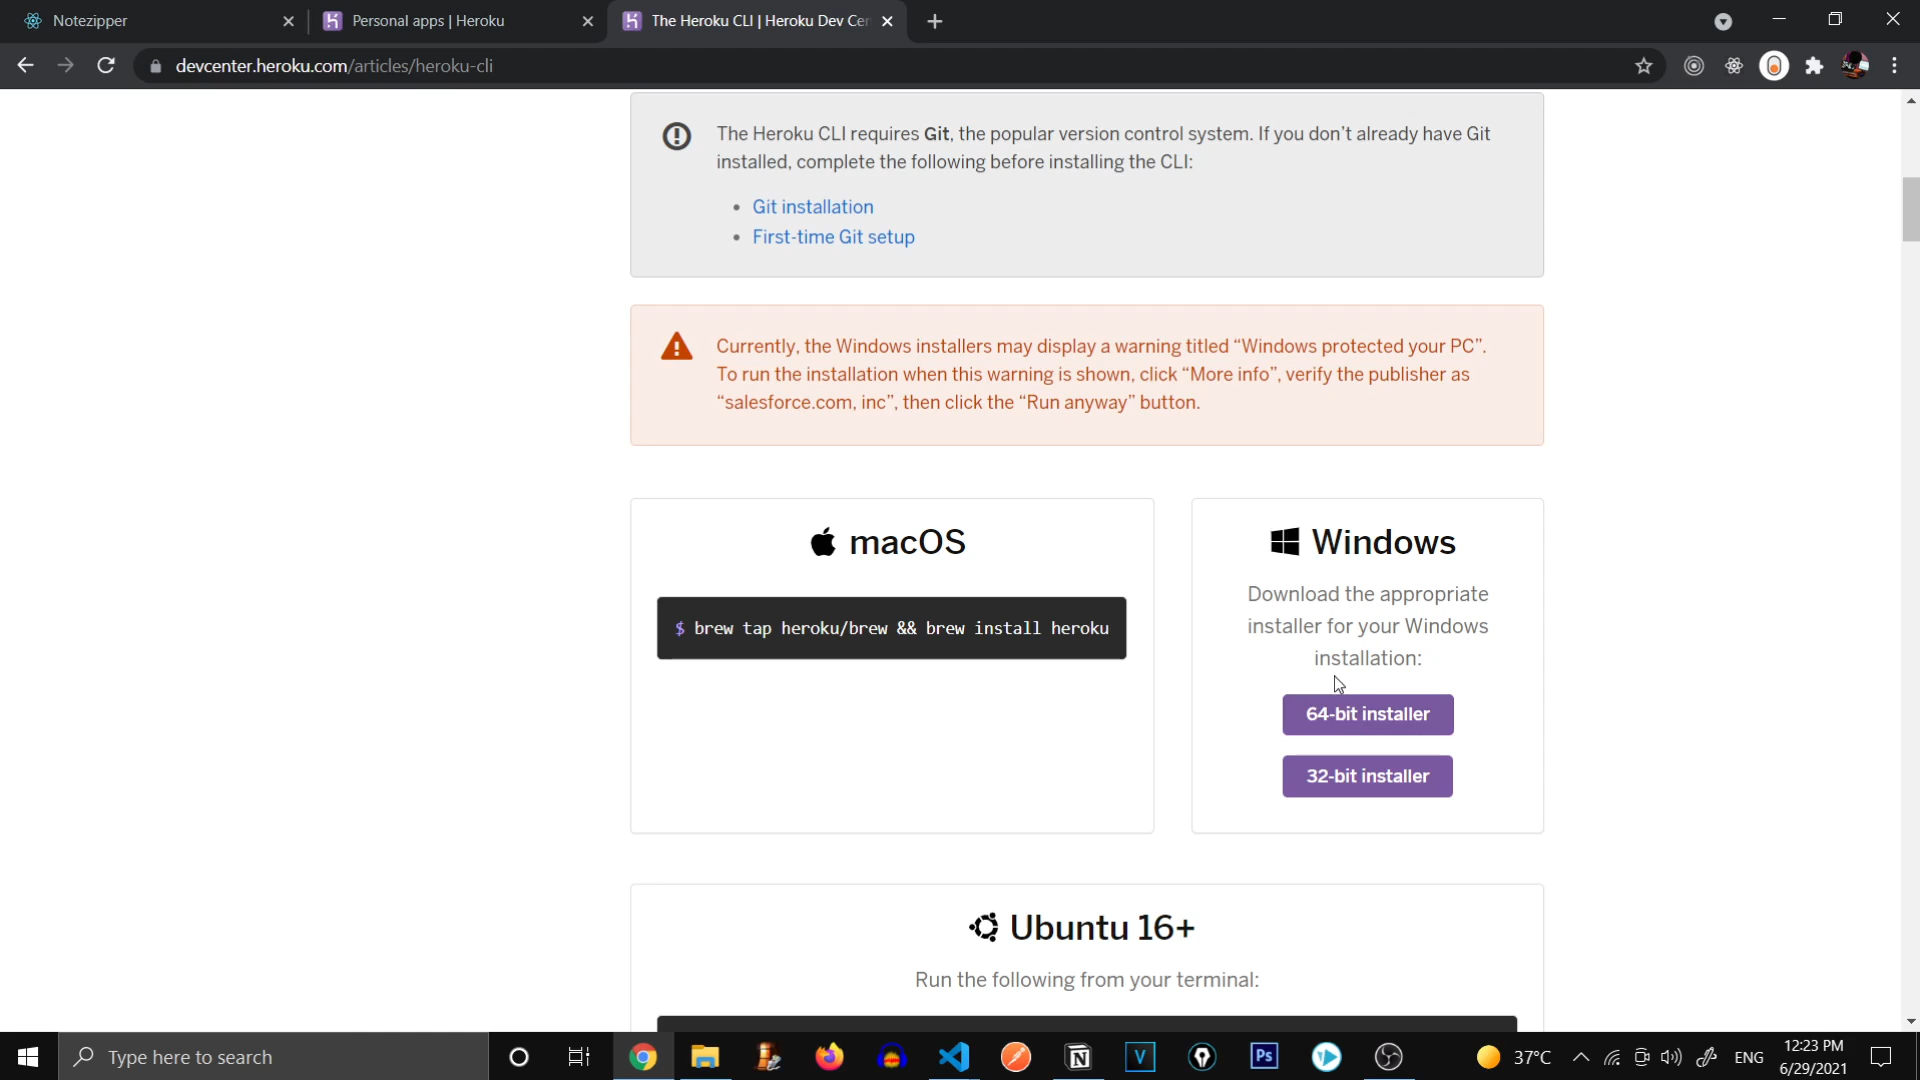 Notezipper
Personal apps | Heroku
The Heroku CLI | Heroku Dev Cen
devcenter.heroku.com/articles/heroku-cli
The Heroku CLI requires Git, the popular version control system. If you don’t already have Git
installed, complete the following before installing the CLI:
• Git installation
• First-time Git setup
Currently, the Windows installers may display a warning titled “Windows protected your PC”.
To run the installation when this warning is shown, click “More info”, verify the publisher as
“salesforce.com, inc”, then click the “Run anyway” button.
macOS
$ brew tap heroku/brew && brew install heroku
Windows
Download the appropriate
installer for your Windows
installation:
64-bit installer
32-bit installer
Ubuntu 16+
Run the following from your terminal:
Type here to search
V
Ps
37°C
ENG
12:23 PM
6/29/2021